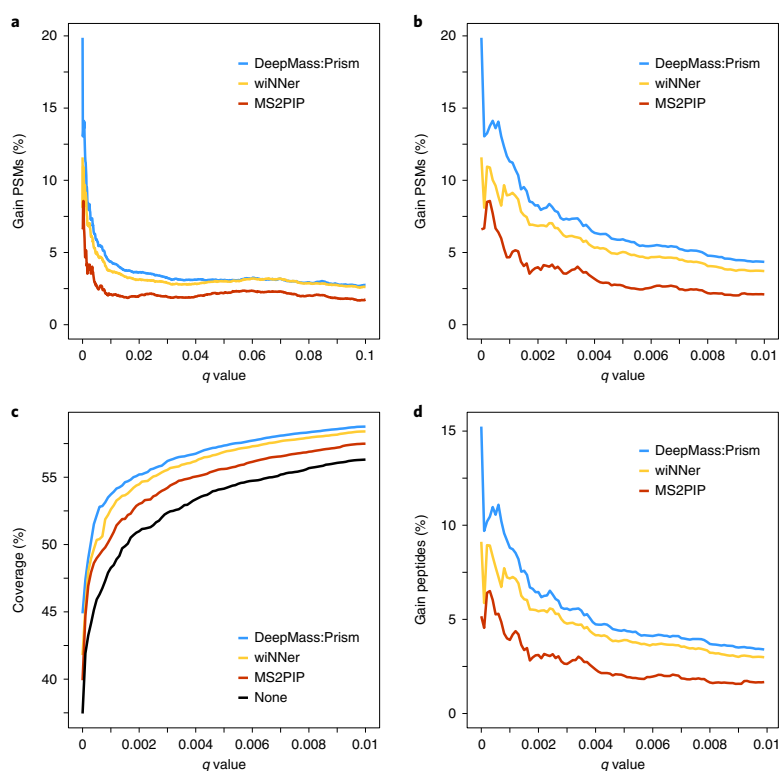 a
20
15
10
5
0
Gain PSMs (%)
DeepMass:Prism
wiNNer
MS2PIP
0
0.02
0.04
0.06
0.08
0.1
q value
b
20
15
10
5
0
Gain PSMs (%)
DeepMass:Prism
wiNNer
MS2PIP
0
0.002
0.004
0.006
0.008
0.01
q value
c
55
50
45
40
Coverage (%)
DeepMass:Prism
wiNNer
MS2PIP
None
0
0.002
0.004
0.006
0.008
0.01
q value
d
15
10
5
0
Gain peptides (%)
DeepMass:Prism
wiNNer
MS2PIP
0
0.002
0.004
0.006
0.008
0.01
q value